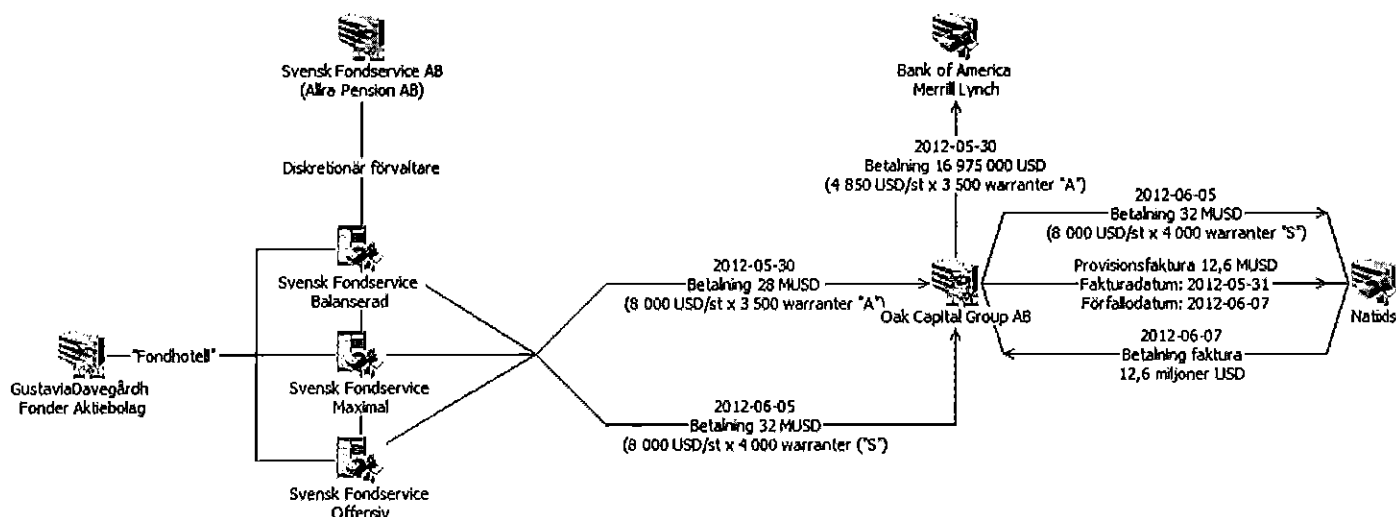 Svensk Fondservice AB
(Allra Pension AB)
Diskretionär förvaltare
Svensk Fondservice
Balanserad
"Fondhotell"
GustaviaDavegårdh
Fonder Aktiebolag
Svensk Fondservice
Maximal
Svensk Fondservice
Offensiv
2012-05-30
Betalning 28 MUSD
(8 000 USD/st x 3 500 warranter "A")
2012-06-05
Betalning 32 MUSD
(8 000 USD/st x 4 000 warranter ("S")
Bank of America
Merrill Lynch
2012-05-30
Betalning 16 975 000 USD
(4 850 USD/st x 3 500 warranter "A")
Oak Capital Group AB
2012-06-05
Betalning 32 MUSD
(8 000 USD/st x 4 000 warranter "S")
Provisionsfaktura 12,6 MUSD
Fakturadatum: 2012-05-31
Förfallodatum: 2012-06-07
2012-06-07
Betalning faktura
12,6 miljoner USD
Natixis